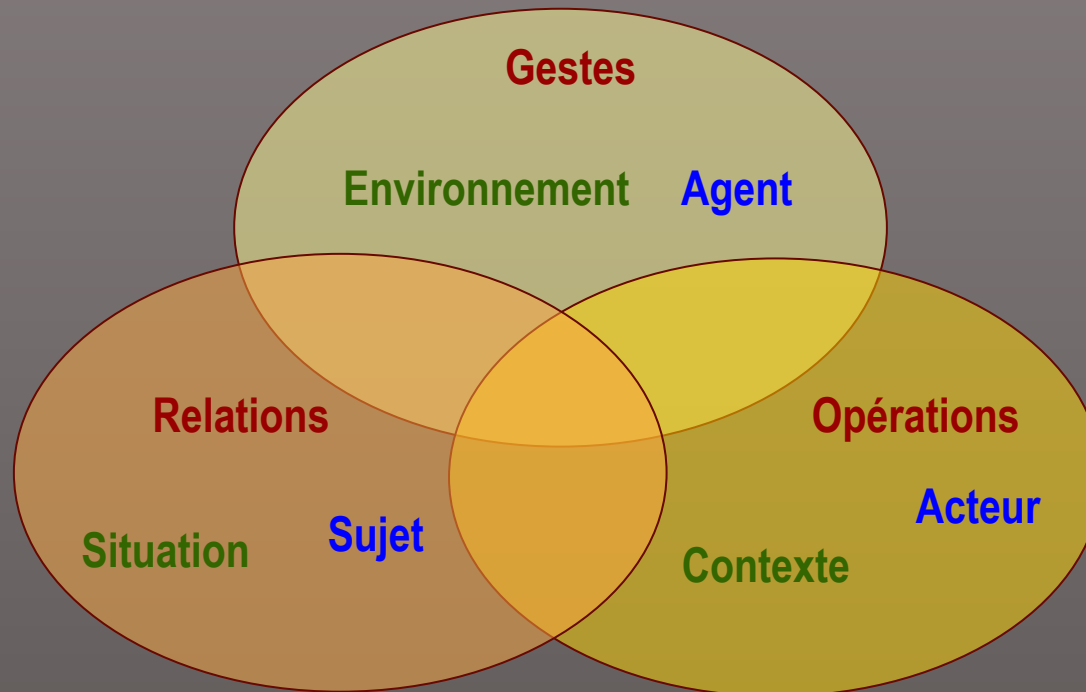 Gestes
Environnement Agent
Relations
Opérations
Sujet
Acteur
Situation
Contexte